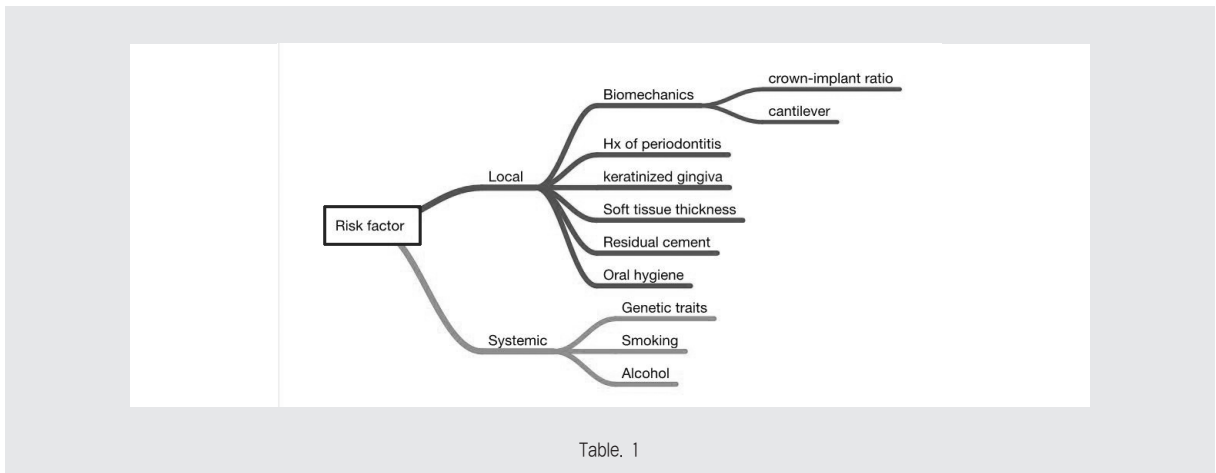 crown-implant ratio
Biomechanics
cantilever
Hx of periodontitis
Local
keratinized gingiva
Soft tissue thickness
Risk factor
Residual cement
Oral hygiene
Genetic traits
Systemic
Smoking
Alcohol
Table. 1